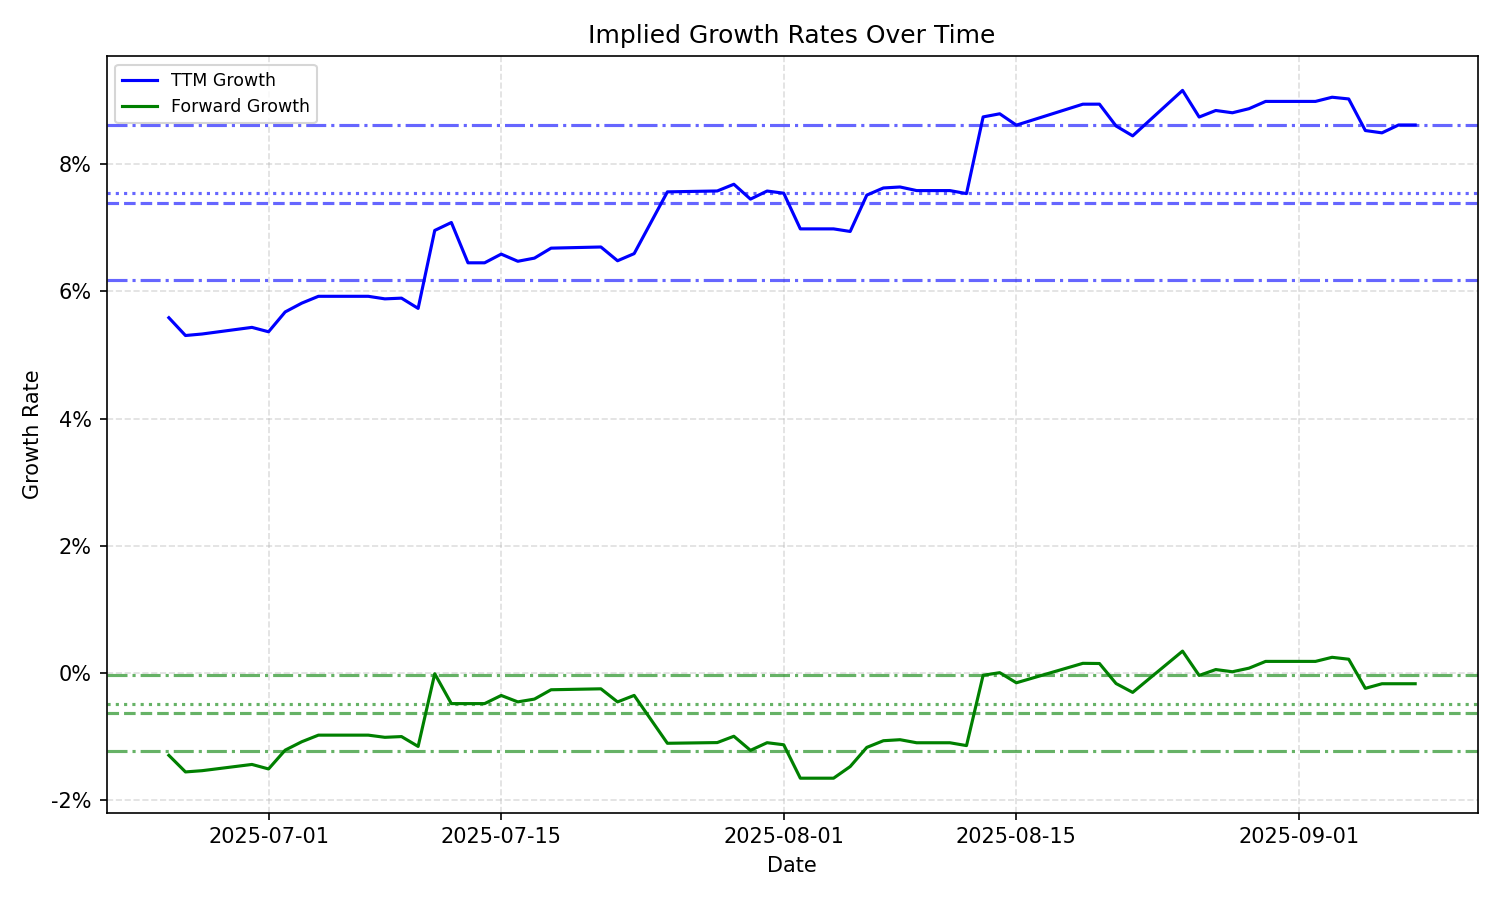 Implied Growth Rates Over Time
TTM Growth
Forward Growth
8%
6%
4%
2%
0%
-2%
Growth Rate
2025-07-01
2025-07-15
2025-08-01
2025-08-15
2025-09-01
Date